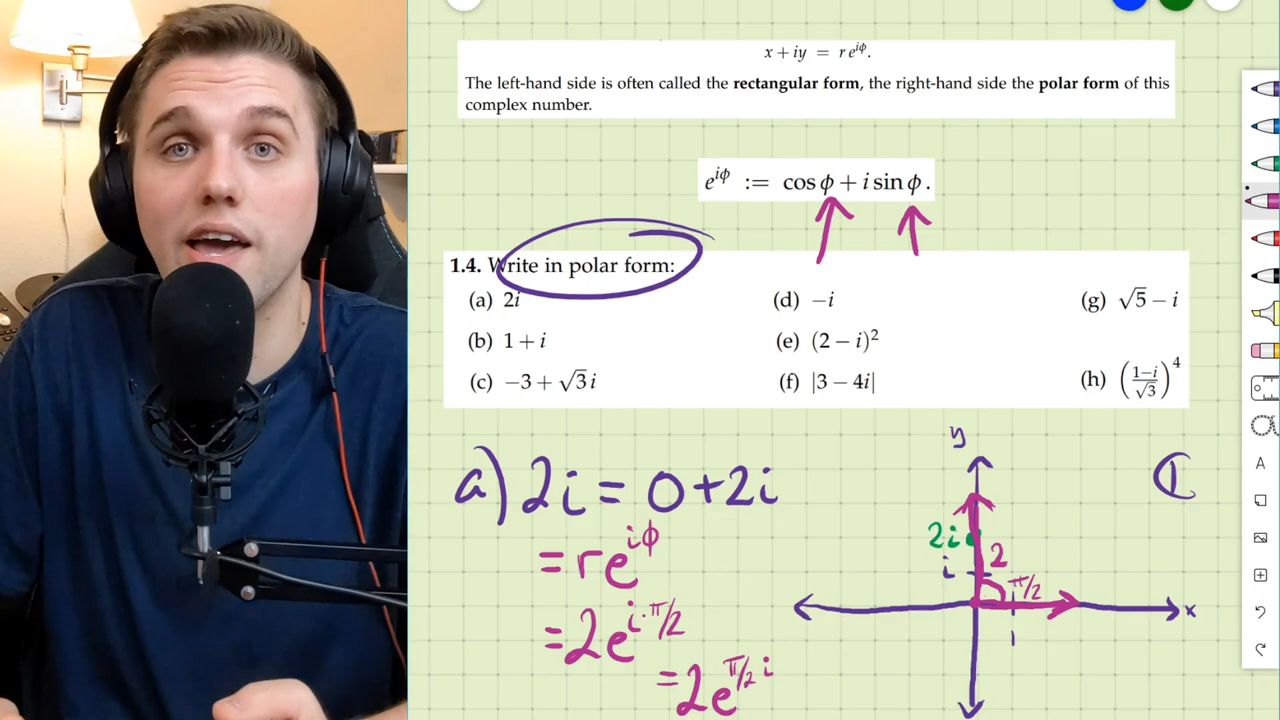 x + iy = re^{iϕ}.
The left-hand side is often called the rectangular form, the right-hand side the polar form of this
complex number.
e^{iϕ} := cos ϕ + i sin ϕ.
1.4. Write in polar form:
(a) 2i
(d) −i
(g) √5 − i
(b) 1 + i
(e) (2 − i)²
(c) −3 + √3 i
(f) |3 − 4i|
(h) ((1−i)/√3)⁴
a) 2i = 0 + 2i
= re^{iϕ}
= 2e^{i·π/2}
= 2e^{π/2 i}
y
2i
i
2
π/2
x
1
A